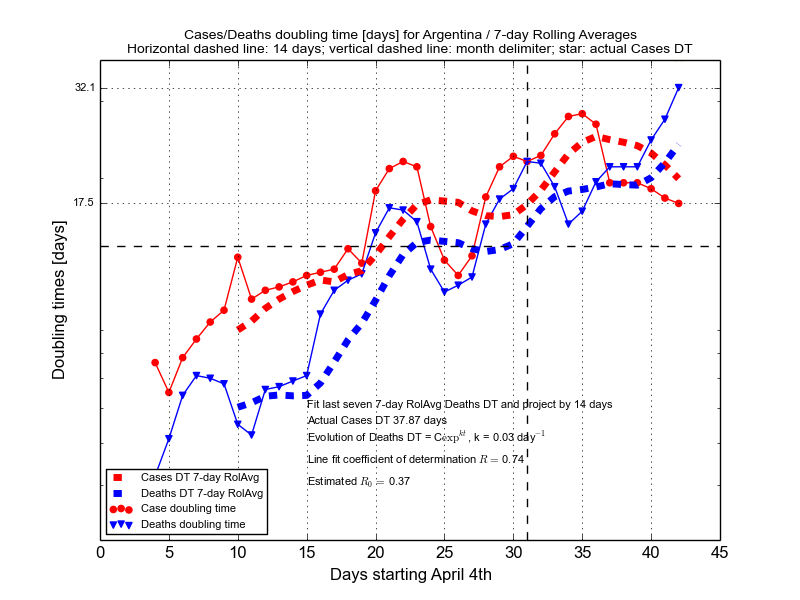 Cases/Deaths doubling time [days] for Argentina / 7-day Rolling Averages
Horizontal dashed line: 14 days; vertical dashed line: month delimiter; star: actual Cases DT
32.1
17.5
Doubling times [days]
Fit last seven 7-day RolAvg Deaths DT and project by 14 days
Actual Cases DT 37.87 days
Evolution of Deaths DT = Cexp^{kt}, k = 0.03 day^{-1}
Line fit coefficient of determination R = 0.74
Estimated R_0 = 0.37
Cases DT 7-day RolAvg
Deaths DT 7-day RolAvg
Case doubling time
Deaths doubling time
0 5 10 15 20 25 30 35 40 45
Days starting April 4th